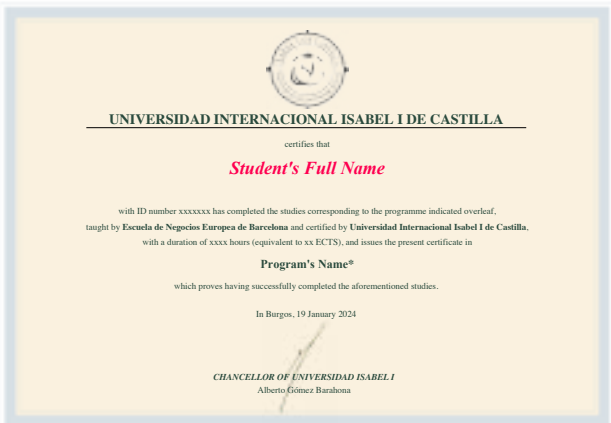 UNIVERSIDAD INTERNACIONAL ISABEL I DE CASTILLA
certifies that
Student's Full Name
with ID number xxxxxxx has completed the studies corresponding to the programme indicated overleaf,
taught by Escuela de Negocios Europea de Barcelona and certified by Universidad Internacional Isabel I de Castilla,
with a duration of xxxx hours (equivalent to xx ECTS), and issues the present certificate in
Program's Name*
which proves having successfully completed the aforementioned studies.
In Burgos, 19 January 2024
CHANCELLOR OF UNIVERSIDAD ISABEL I
Alberto Gómez Barahona